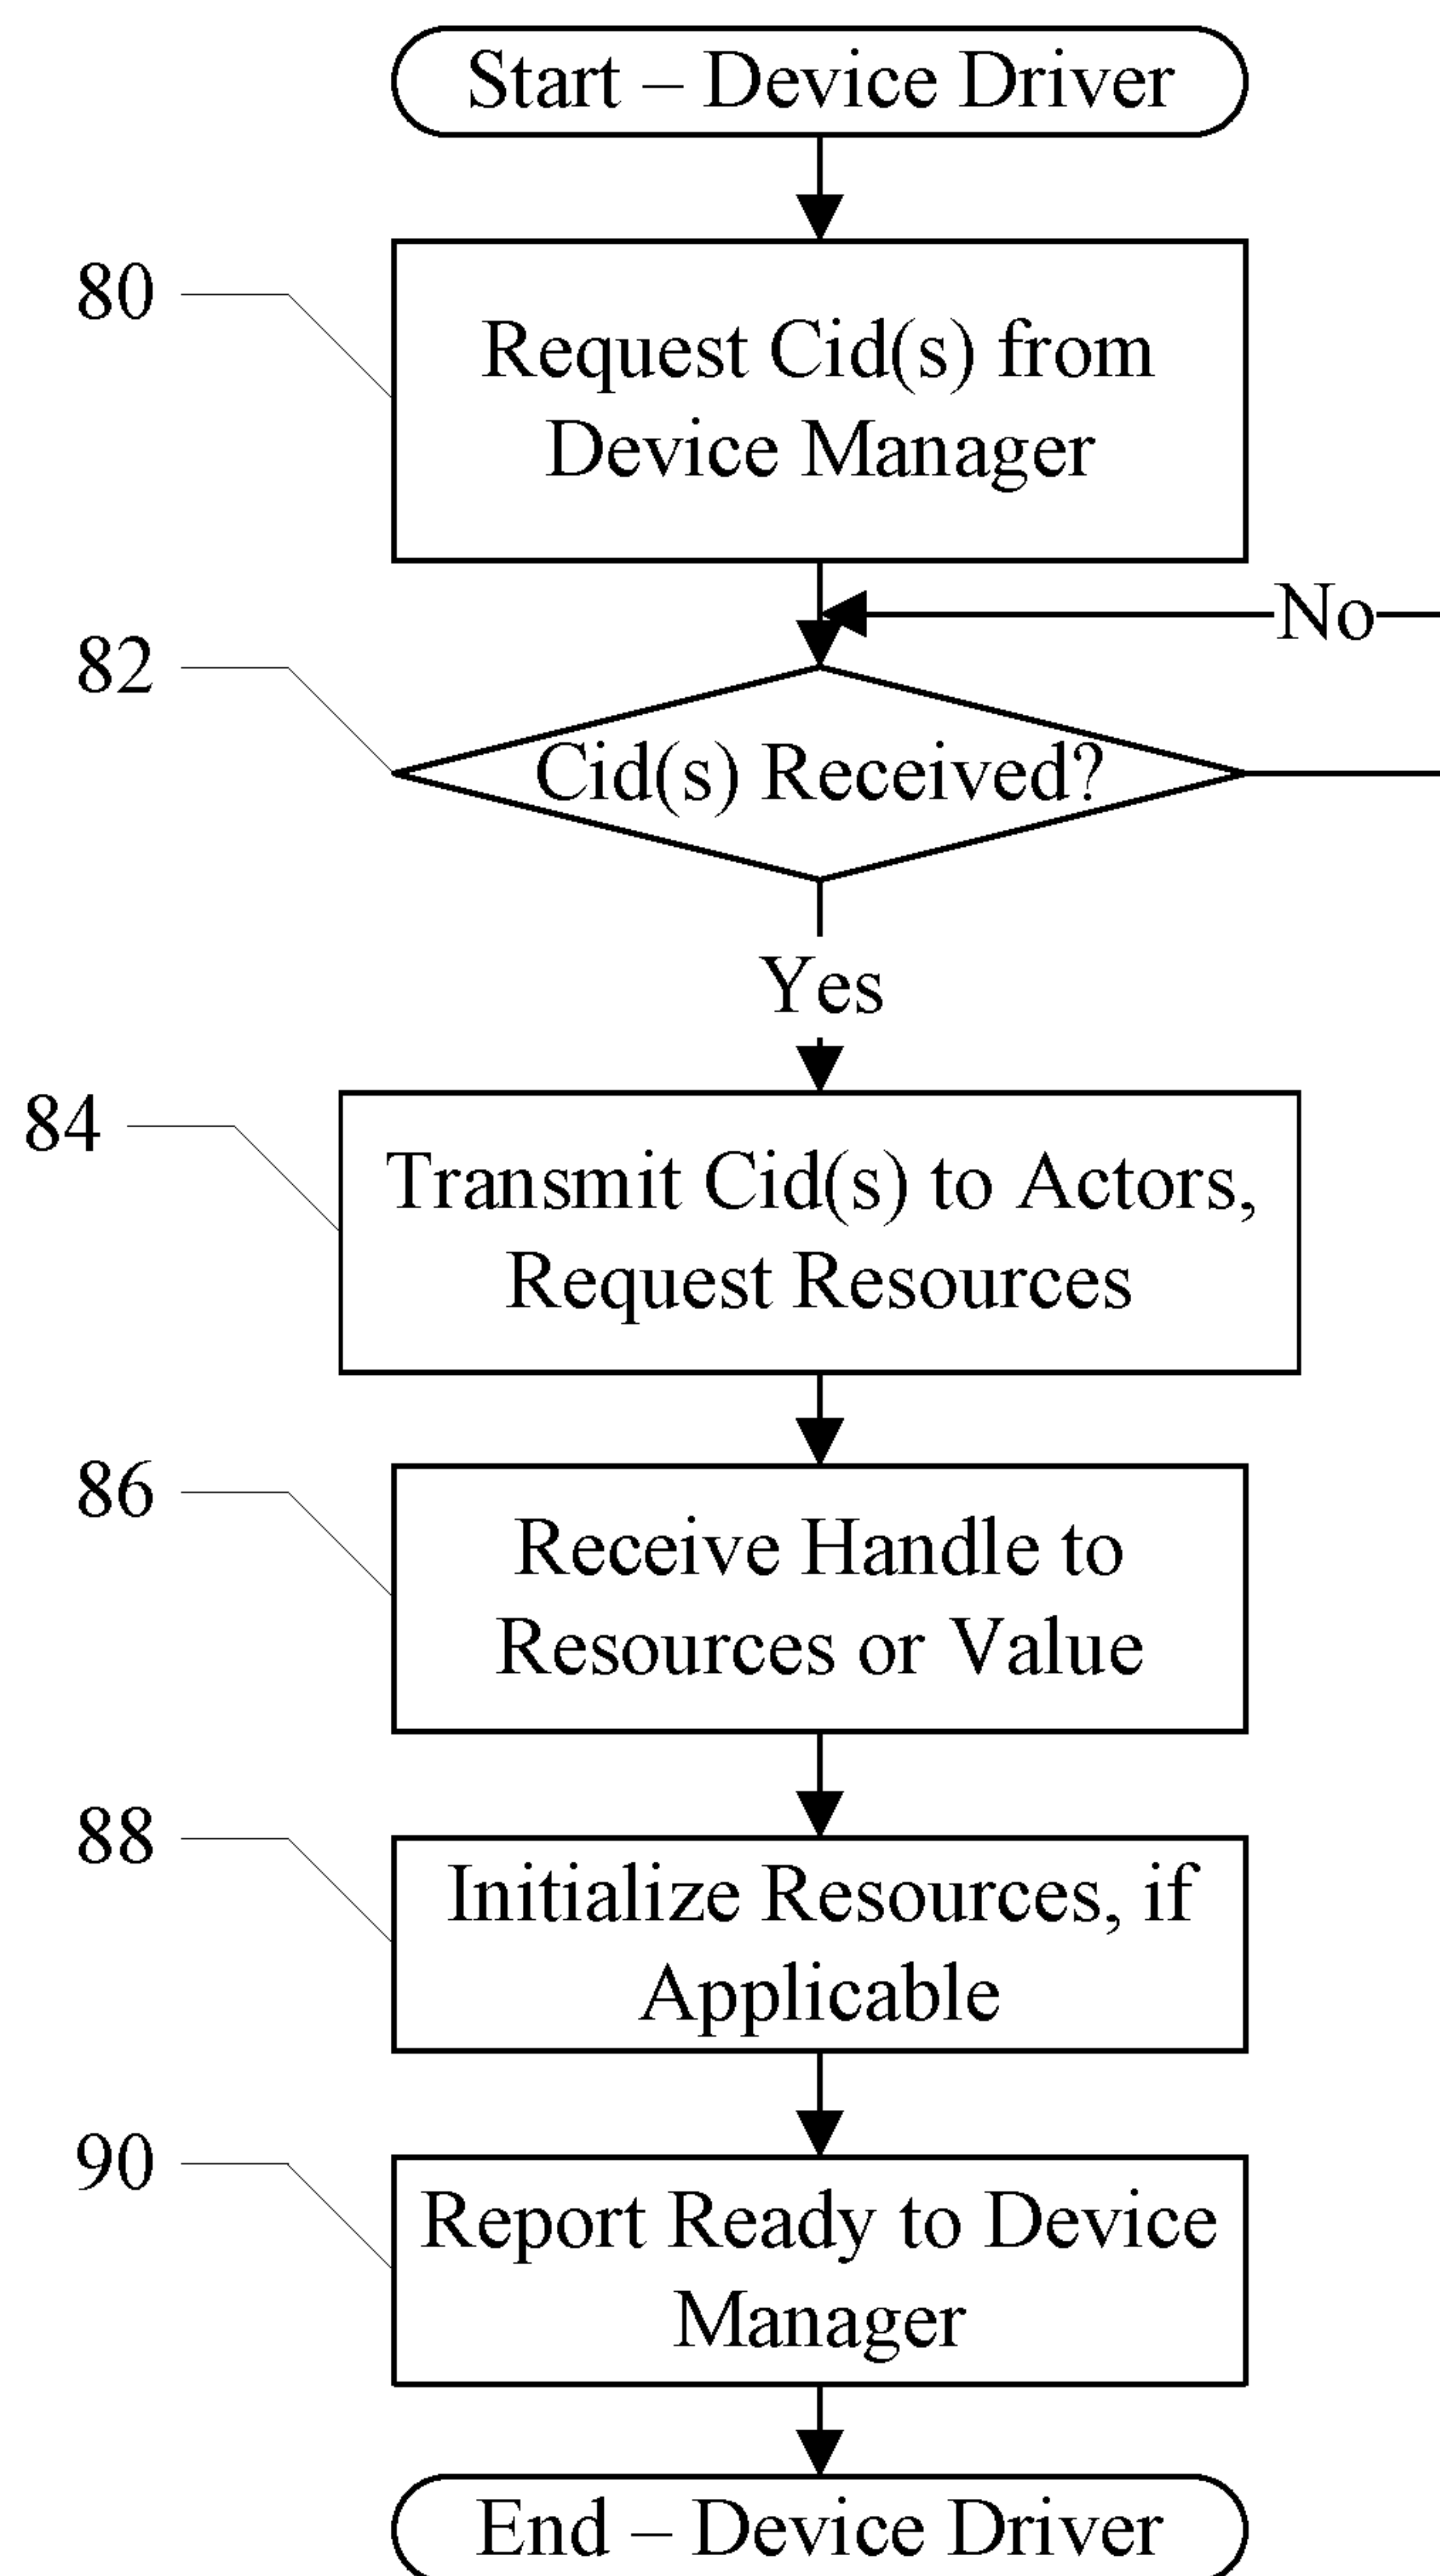 Start – Device Driver
80
Request Cid(s) from
Device Manager
No
82
Cid(s) Received?
Yes
84
Transmit Cid(s) to Actors,
Request Resources
86
Receive Handle to
Resources or Value
88
Initialize Resources, if
Applicable
90
Report Ready to Device
Manager
End – Device Driver